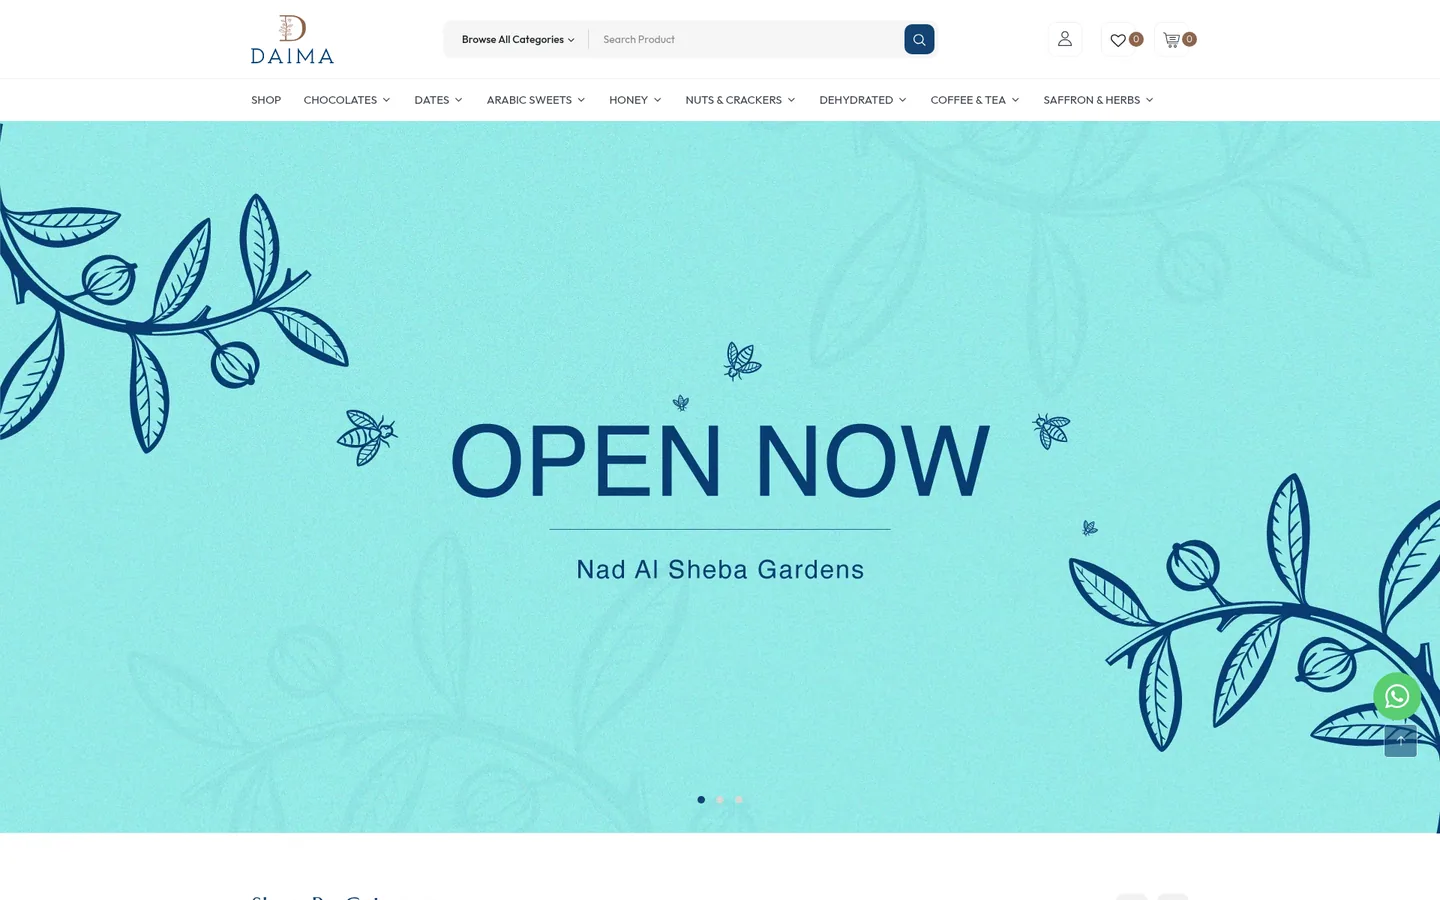 DAIMA
Browse All Categories
Search Product
0
0
SHOP
CHOCOLATES
DATES
ARABIC SWEETS
HONEY
NUTS & CRACKERS
DEHYDRATED
COFFEE & TEA
SAFFRON & HERBS
OPEN NOW
Nad Al Sheba Gardens